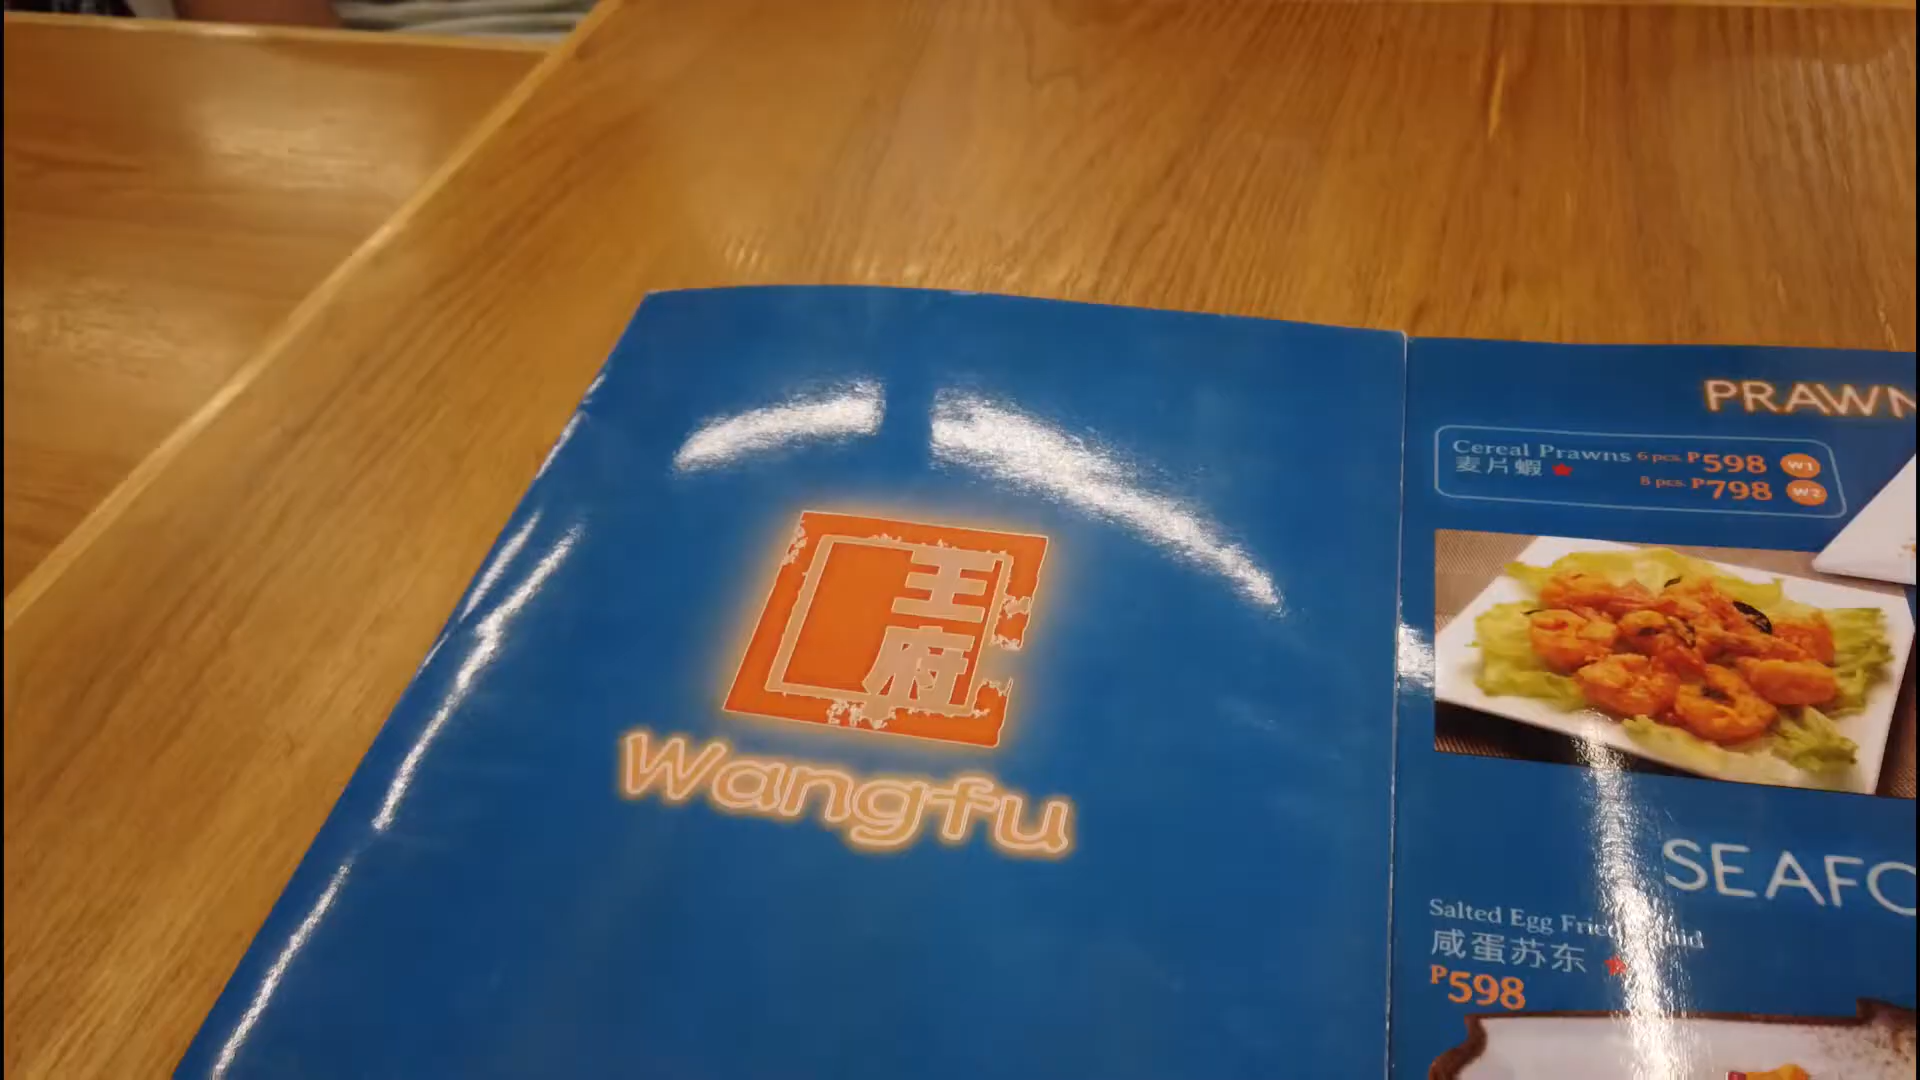 王府
Wangfu
PRAWN
Cereal Prawns 6 pcs. ₱598 W1
麦片蝦 8 pcs. ₱798 W2
SEAFO
Salted Egg Fried
咸蛋苏东
₱598